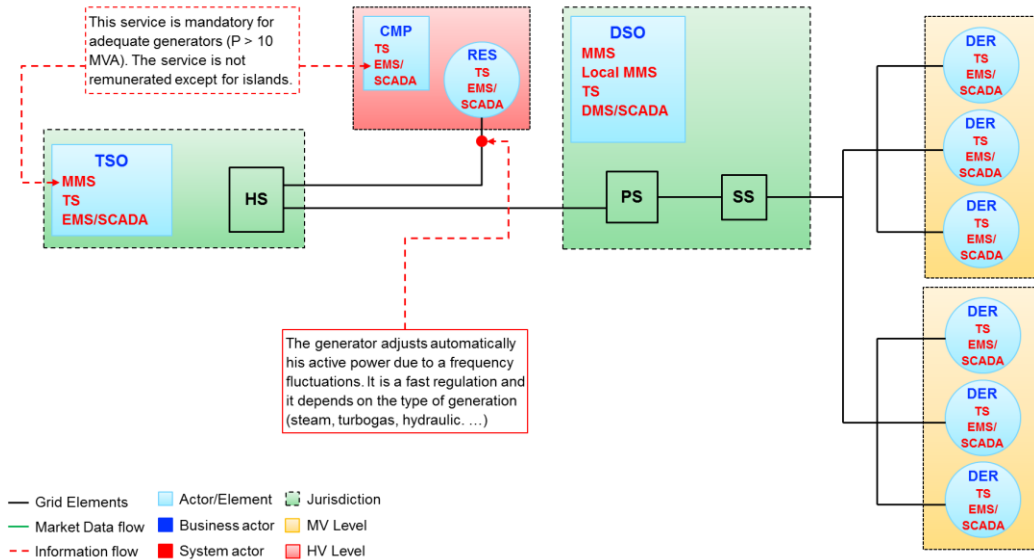 This service is mandatory for
adequate generators (P > 10
MVA). The service is not
remunerated except for islands.
CMP
TS
EMS/
SCADA
RES
TS
EMS/
SCADA
DSO
MMS
Local MMS
TS
DMS/SCADA
DER
TS
EMS/
SCADA
DER
TS
EMS/
SCADA
DER
TS
EMS/
SCADA
TSO
MMS
TS
EMS/SCADA
HS
PS
SS
The generator adjusts automatically
his active power due to a frequency
fluctuations. It is a fast regulation and
it depends on the type of generation
(steam, turbogas, hydraulic. …)
DER
TS
EMS/
SCADA
DER
TS
EMS/
SCADA
DER
TS
EMS/
SCADA
Grid Elements
Actor/Element
Jurisdiction
Market Data flow
Business actor
MV Level
Information flow
System actor
HV Level